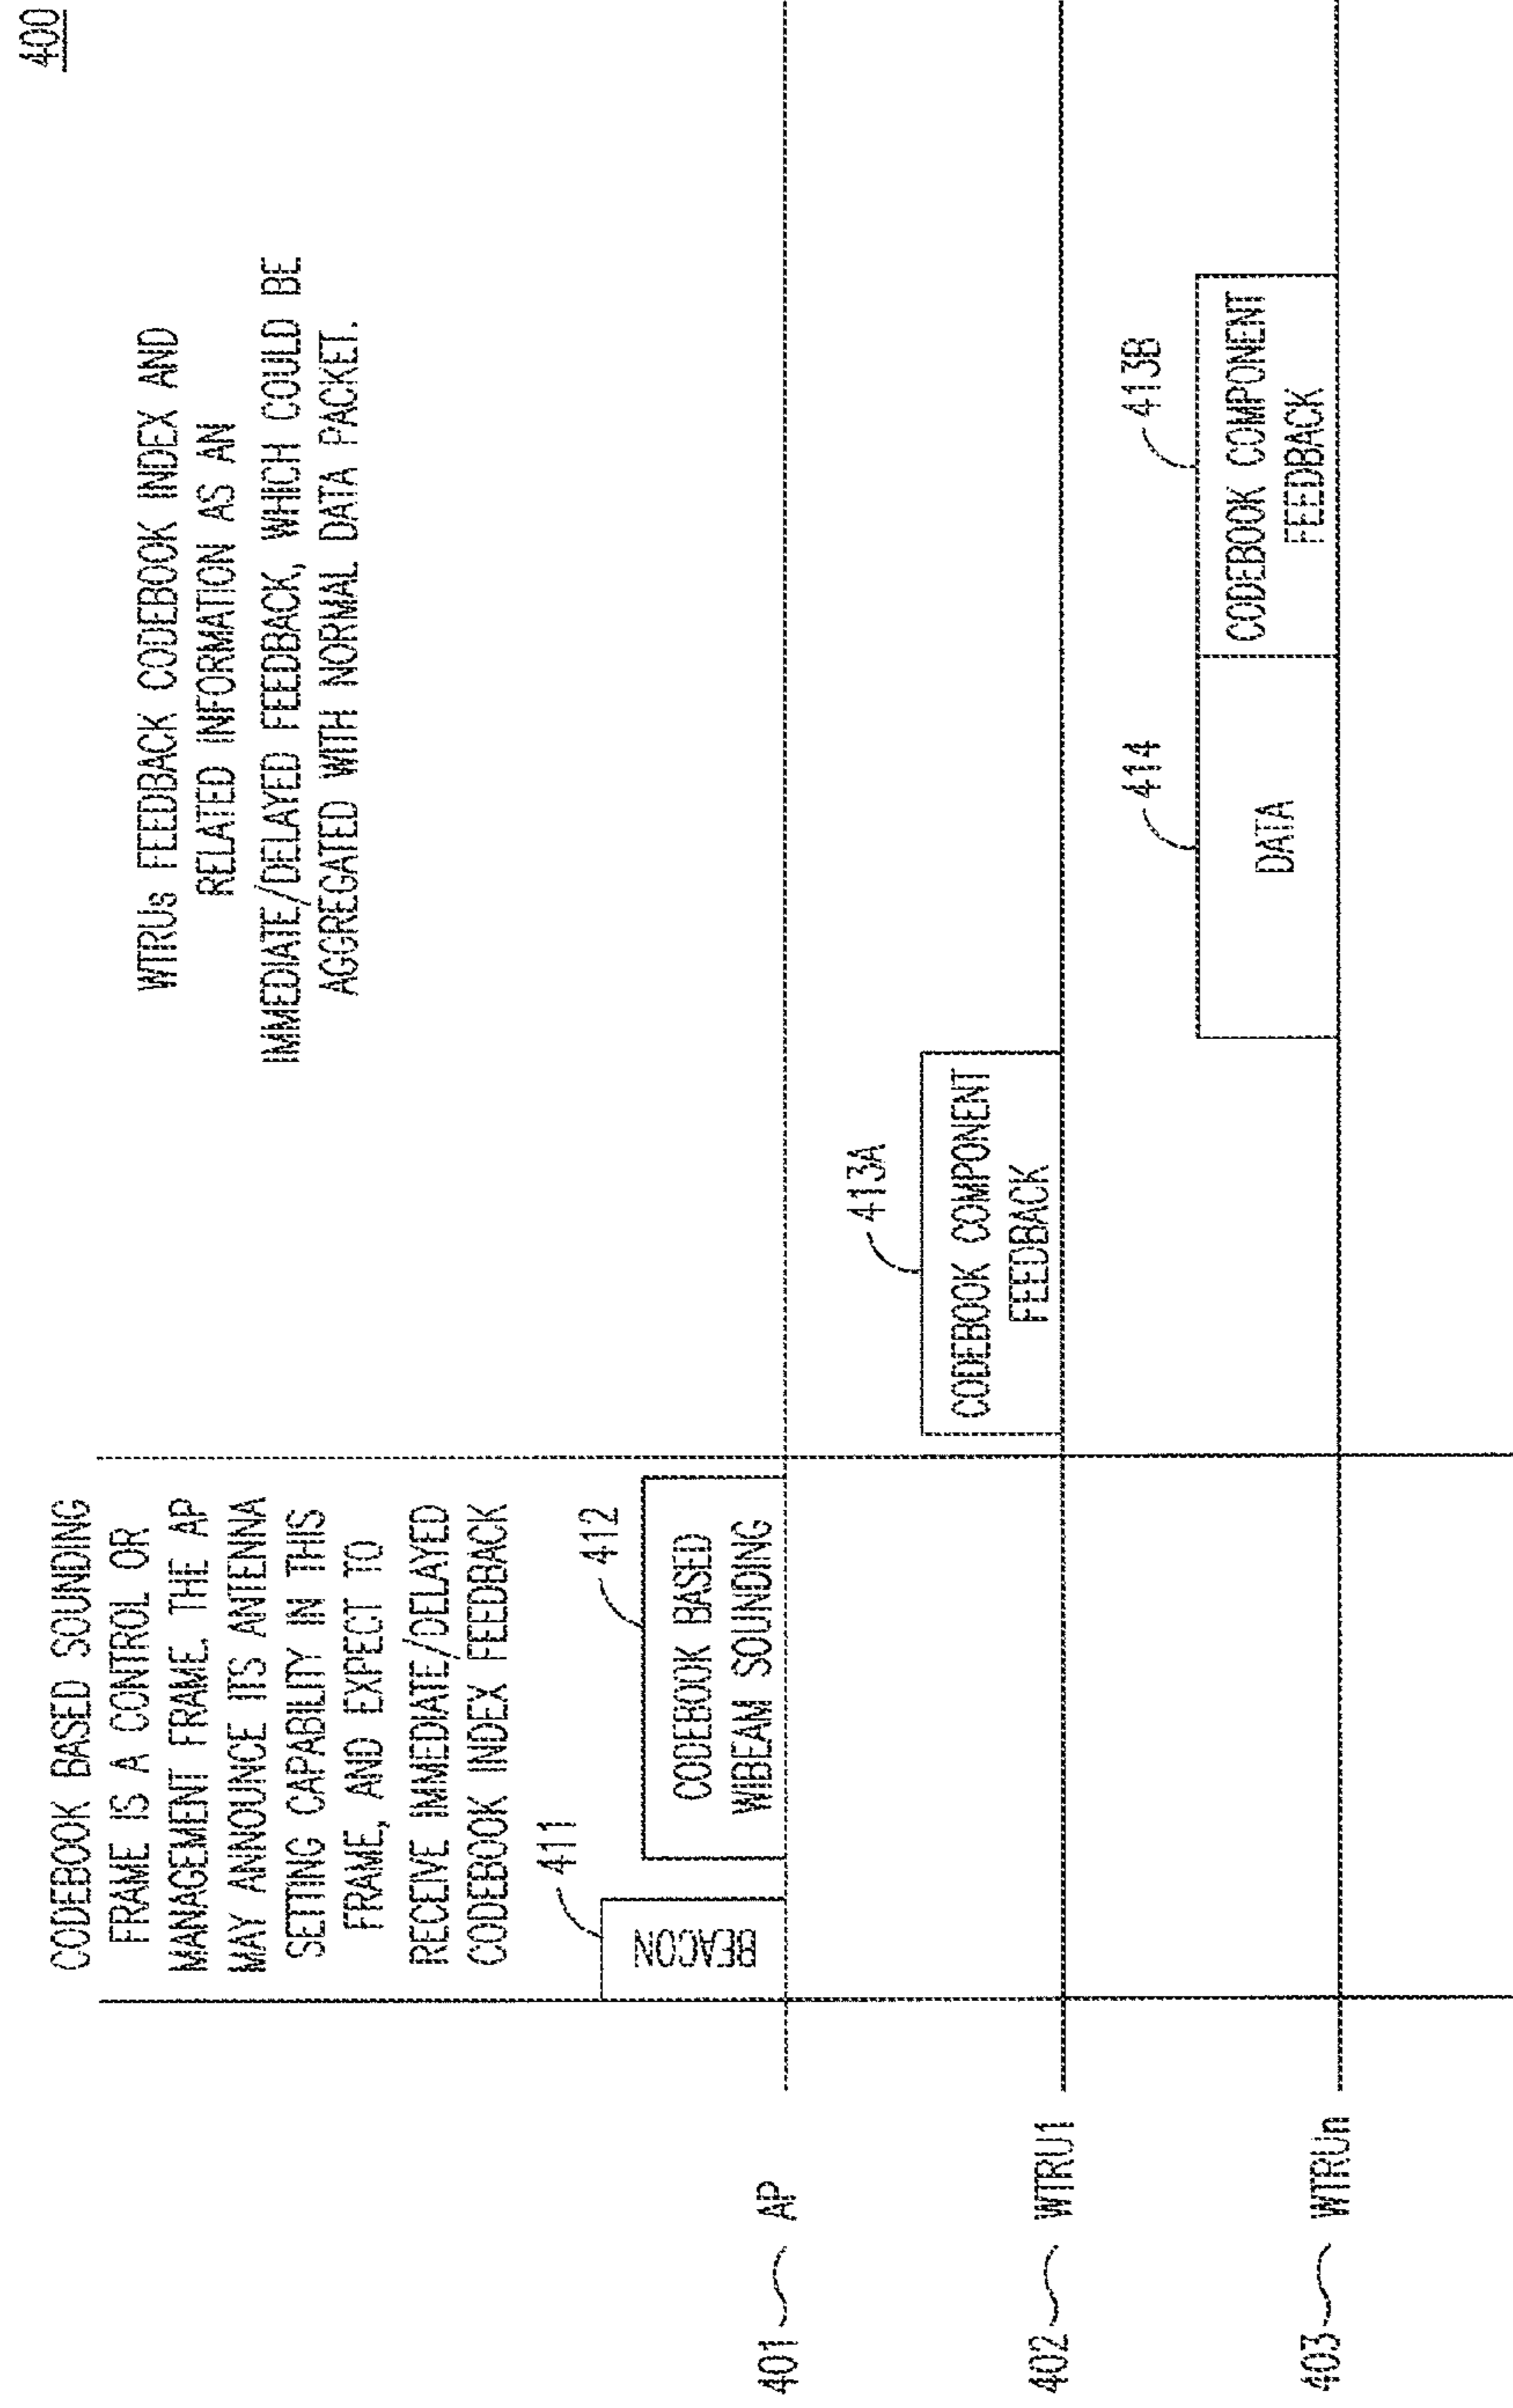 400
CODEBOOK BASED SOUNDING
FRAME IS A CONTROL OR
MANAGEMENT FRAME. THE AP
MAY ANNOUNCE ITS ANTENNA
SETTING CAPABILITY IN THIS
FRAME, AND EXPECT TO
RECEIVE IMMEDIATE/DELAYED
CODEBOOK INDEX FEEDBACK
WTRUs FEEDBACK CODEBOOK INDEX AND
RELATED INFORMATION AS AN
IMMEDIATE/DELAYED FEEDBACK, WHICH COULD BE
AGGREGATED WITH NORMAL DATA PACKET.
411
412
BEACON
CODEBOOK BASED
WIBEAM SOUNDING
401
AP
413A
CODEBOOK COMPONENT
FEEDBACK
402
WTRU1
414
413B
DATA
CODEBOOK COMPONENT
FEEDBACK
403
WTRUn